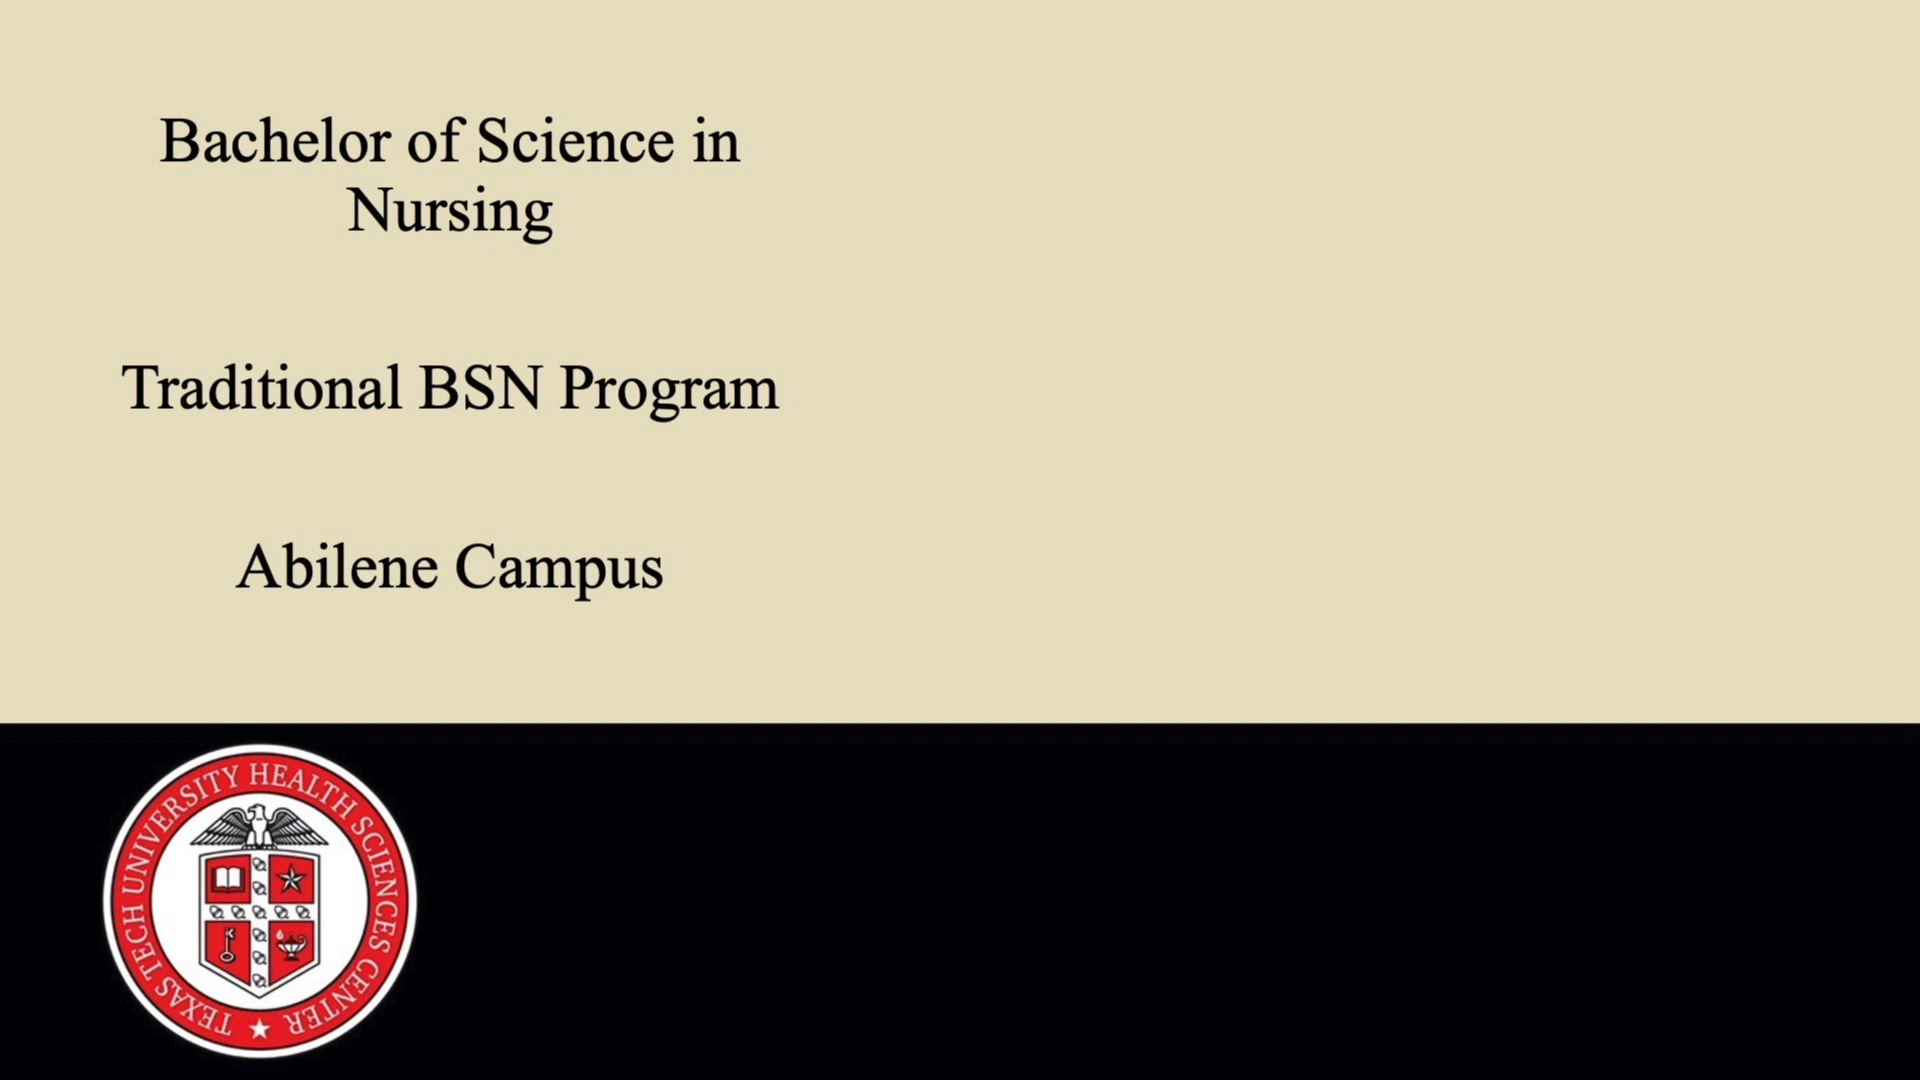 Bachelor of Science in
Nursing
Traditional BSN Program
Abilene Campus
TEXAS TECH UNIVERSITY HEALTH SCIENCES CENTER